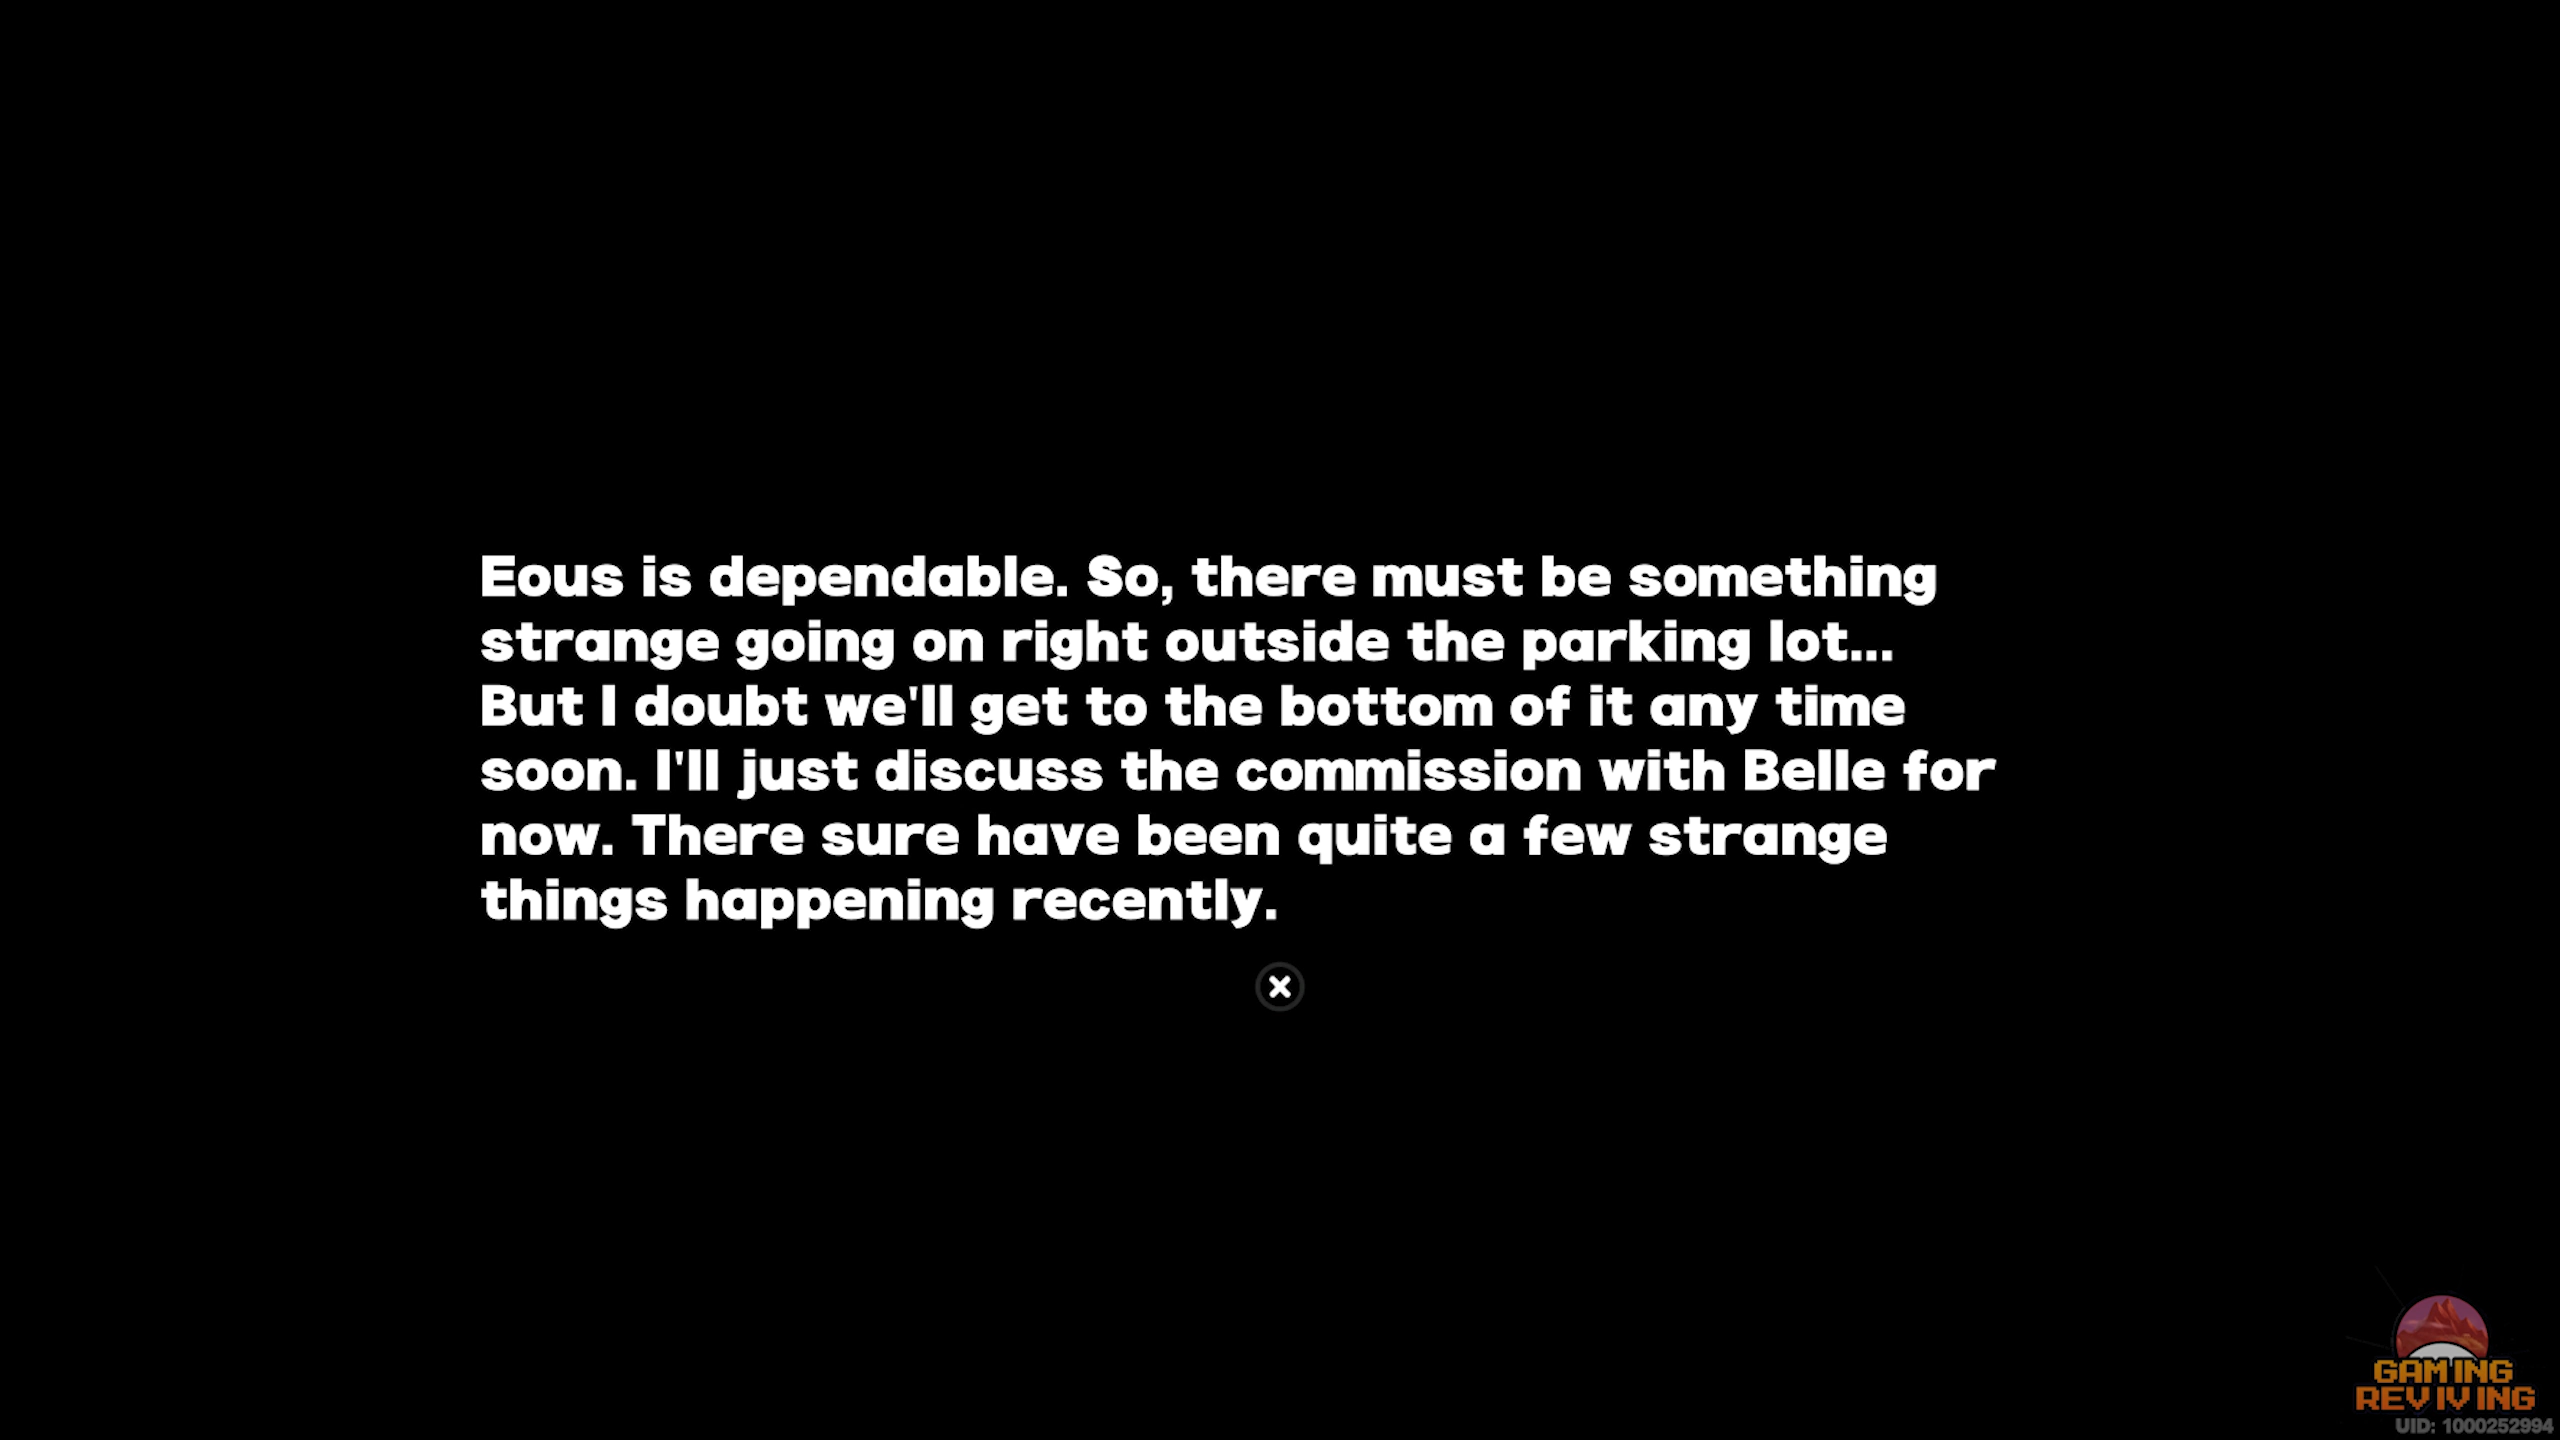 Eous is dependable. So, there must be something
strange going on right outside the parking lot...
But I doubt we'll get to the bottom of it any time
soon. I'll just discuss the commission with Belle for
now. There sure have been quite a few strange
things happening recently.
GAMING
REVIVING
UID: 1000252994